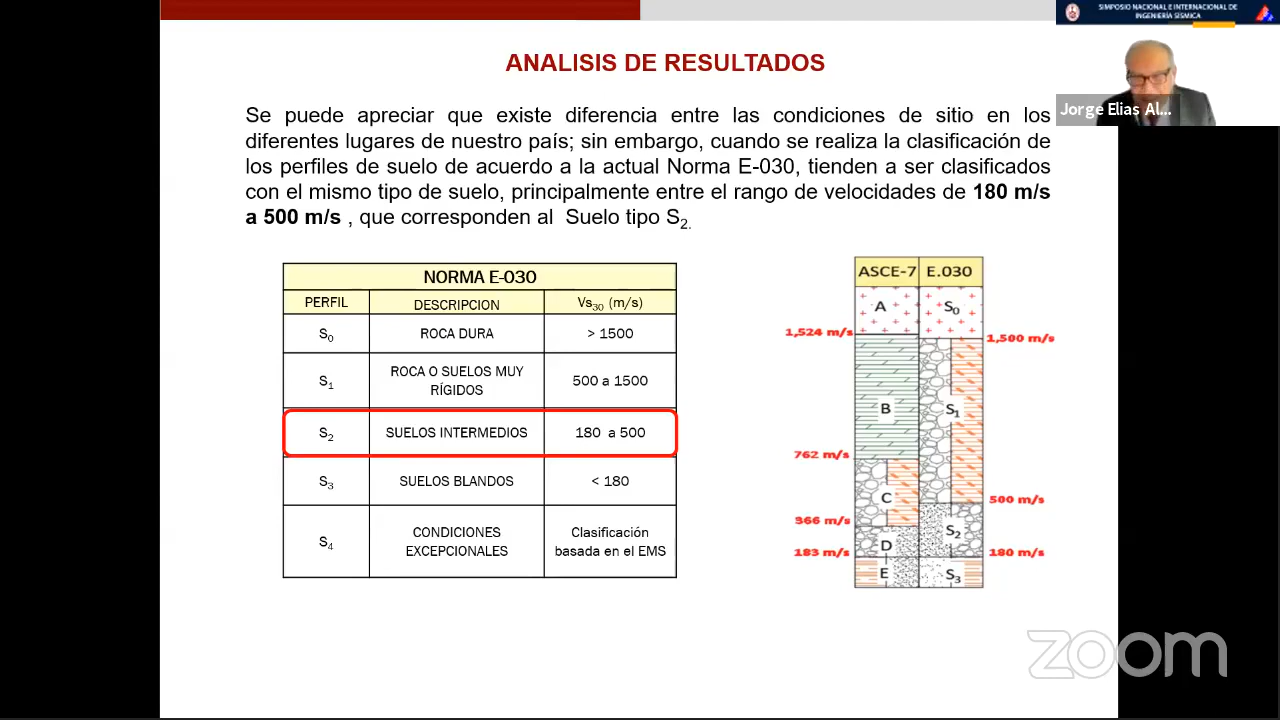 SIMPOSIO NACIONAL E INTERNACIONAL DE
INGENIERÍA SÍSMICA
Jorge Elias Al...
ANALISIS DE RESULTADOS
Se puede apreciar que existe diferencia entre las condiciones de sitio en los
diferentes lugares de nuestro país; sin embargo, cuando se realiza la clasificación de
los perfiles de suelo de acuerdo a la actual Norma E-030, tienden a ser clasificados
con el mismo tipo de suelo, principalmente entre el rango de velocidades de 180 m/s
a 500 m/s , que corresponden al Suelo tipo S2.
NORMA E-030
PERFIL DESCRIPCION Vs30 (m/s)
S0 ROCA DURA > 1500
S1 ROCA O SUELOS MUY RÍGIDOS 500 a 1500
S2 SUELOS INTERMEDIOS 180 a 500
S3 SUELOS BLANDOS < 180
S4 CONDICIONES EXCEPCIONALES Clasificación basada en el EMS
ASCE-7 E.030
A S0
1,524 m/s 1,500 m/s
B S1
762 m/s
C 500 m/s
366 m/s S2
D
183 m/s 180 m/s
E S3
zoom